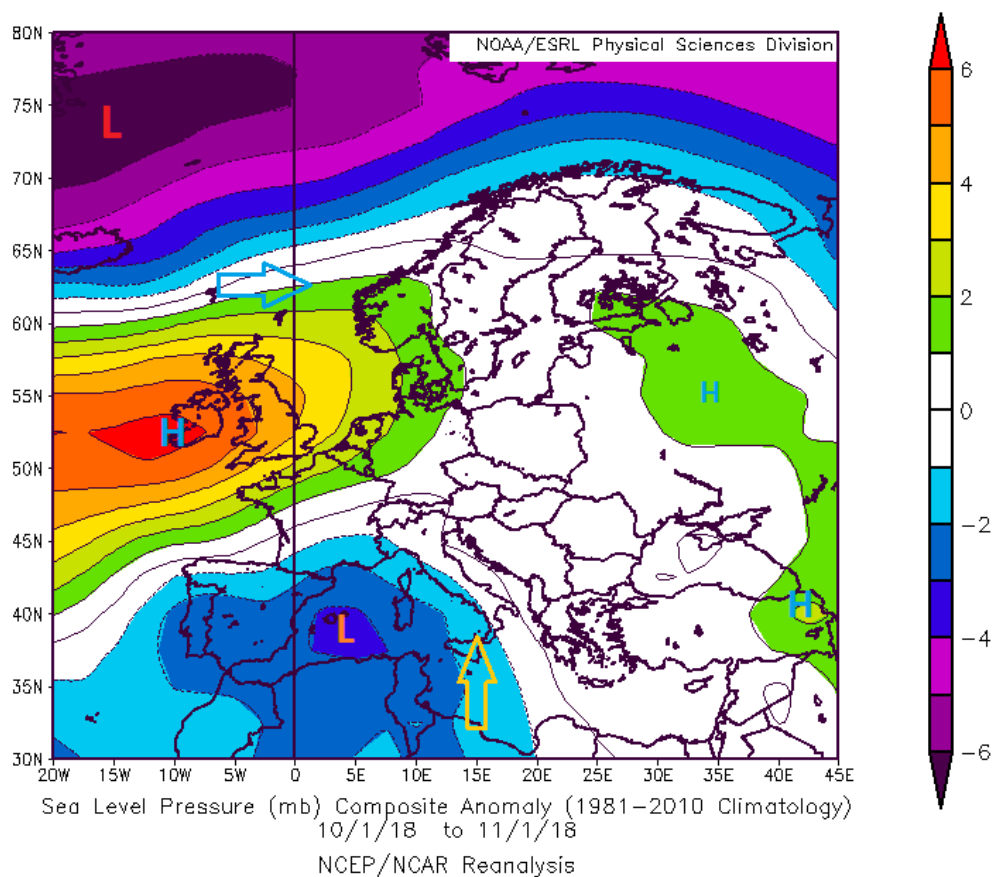 NOAA/ESRL Physical Sciences Division
80N
75N
70N
65N
60N
55N
50N
45N
40N
35N
30N
L
H
H
H
L
20W 15W 10W 5W 0 5E 10E 15E 20E 25E 30E 35E 40E 45E
6
4
2
0
−2
−4
−6
Sea Level Pressure (mb) Composite Anomaly (1981−2010 Climatology)
10/1/18 to 11/1/18
NCEP/NCAR Reanalysis